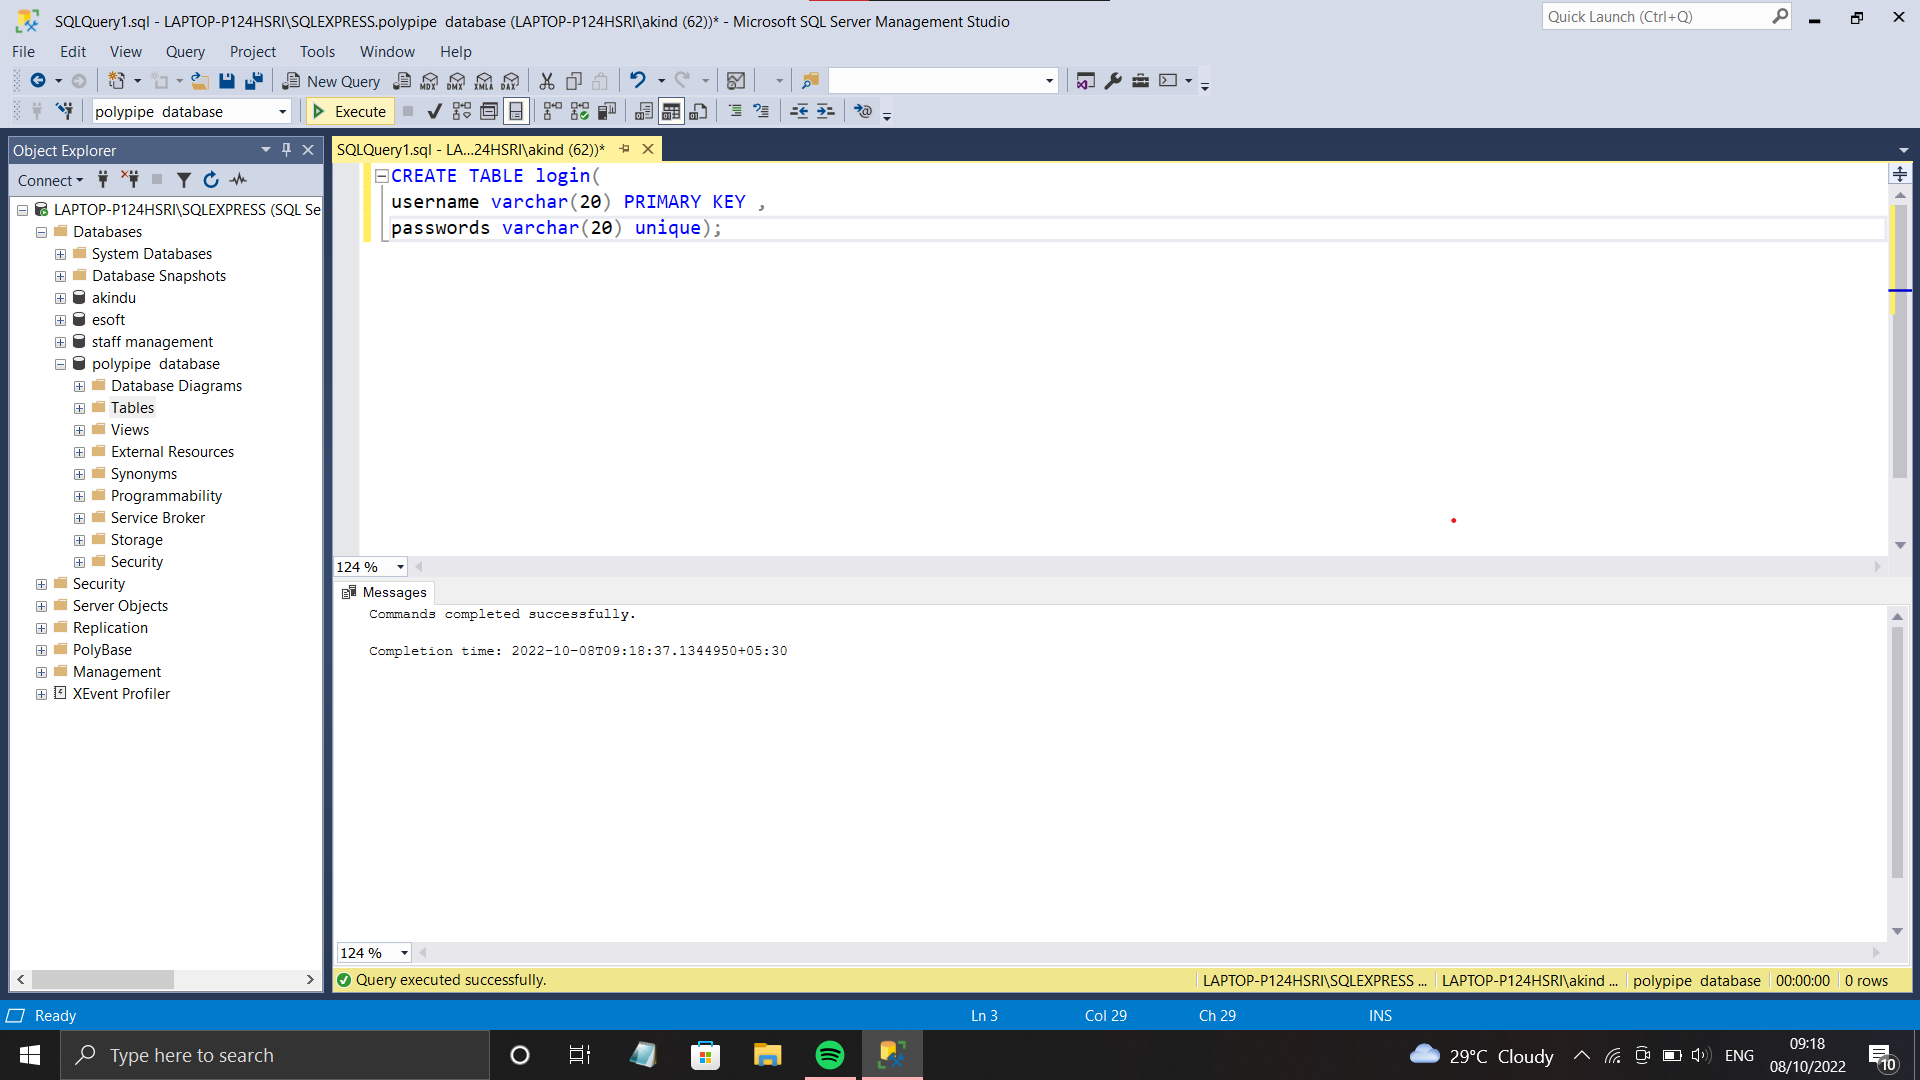 SQLQuery1.sql - LAPTOP-P124HSRI\SQLEXPRESS.polypipe  database (LAPTOP-P124HSRI\akind (62))* - Microsoft SQL Server Management Studio
Quick Launch (Ctrl+Q)
File Edit View Query Project Tools Window Help
New Query
MDX DMX XMLA DAX
polypipe  database
Execute
Object Explorer
SQLQuery1.sql - LA...24HSRI\akind (62))*
Connect
LAPTOP-P124HSRI\SQLEXPRESS (SQL Se
Databases
System Databases
Database Snapshots
akindu
esoft
staff management
polypipe  database
Database Diagrams
Tables
Views
External Resources
Synonyms
Programmability
Service Broker
Storage
Security
Security
Server Objects
Replication
PolyBase
Management
XEvent Profiler
CREATE TABLE login(
username varchar(20) PRIMARY KEY ,
passwords varchar(20) unique);
124 %
Messages
Commands completed successfully.
Completion time: 2022-10-08T09:18:37.1344950+05:30
124 %
Query executed successfully.
LAPTOP-P124HSRI\SQLEXPRESS ... LAPTOP-P124HSRI\akind ... polypipe  database 00:00:00 0 rows
Ready
Ln 3 Col 29 Ch 29 INS
Type here to search
29°C Cloudy
ENG
09:18
08/10/2022
10